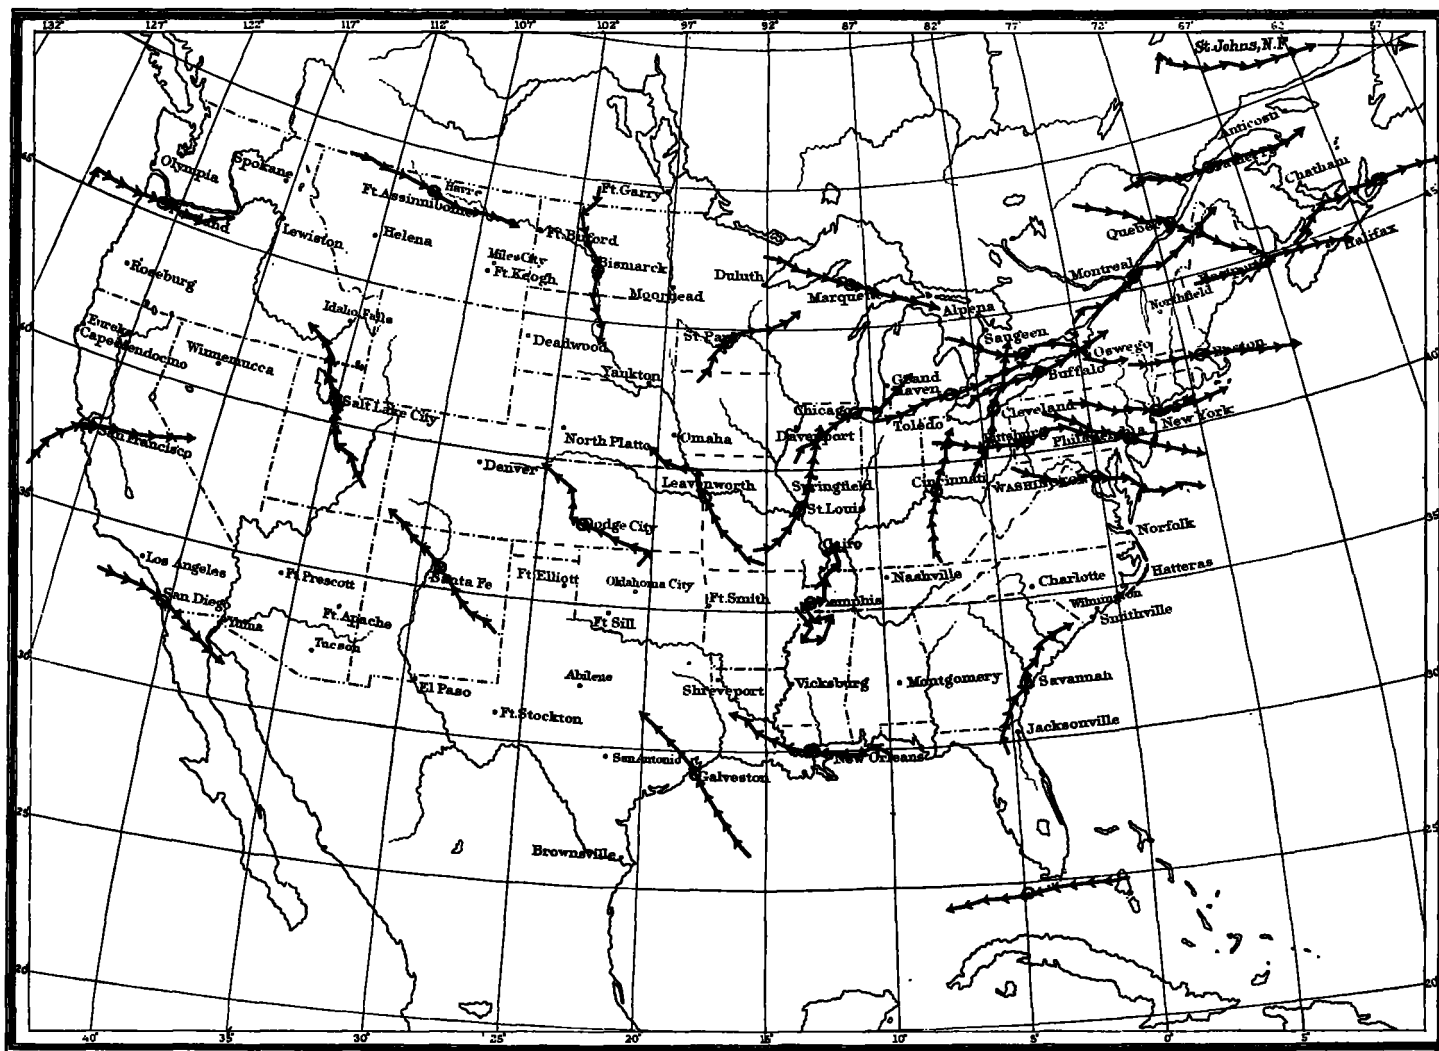 132° 127° 122° 117° 112° 107° 102° 97° 92° 87° 82° 77° 72° 67° 62° 57°
St. Johns, N.F.
Anticosti
Chatham
45
Olympia
Spokane
Havre
Ft. Assinniboine
Ft. Garry
Lewiston
Helena
Ft. Buford
Quebec
Halifax
Miles City
Ft. Keogh
Bismarck
Duluth
Montreal
Roseburg
Moorhead
Marquette
Northfield
Alpena
Idaho Falls
Eureka
Cape Mendocino
Winnemucca
Deadwood
St. Paul
Saugeen
Oswego
Boston
40
Yankton
Grand
Haven
Buffalo
Salt Lake City
Chicago
Cleveland
New York
Toledo
San Francisco
North Platte
Omaha
Davenport
Pittsburg
Philadelphia
Denver
Leavenworth
Springfield
Cincinnati
WASHINGTON
35
St. Louis
Dodge City
Norfolk
Cairo
Los Angeles
Ft. Prescott
Santa Fe
Ft. Elliott
Oklahoma City
Ft. Smith
Nashville
Charlotte
Hatteras
San Diego
Ft. Apache
Memphis
Wilmington
Smithville
Yuma
Tucson
Ft. Sill
30
El Paso
Abilene
Shreveport
Vicksburg
Montgomery
Savannah
Ft. Stockton
Jacksonville
San Antonio
New Orleans
Galveston
25
Brownsville
20
40° 35° 30° 25° 20° 15° 10° 5° 0° 5°